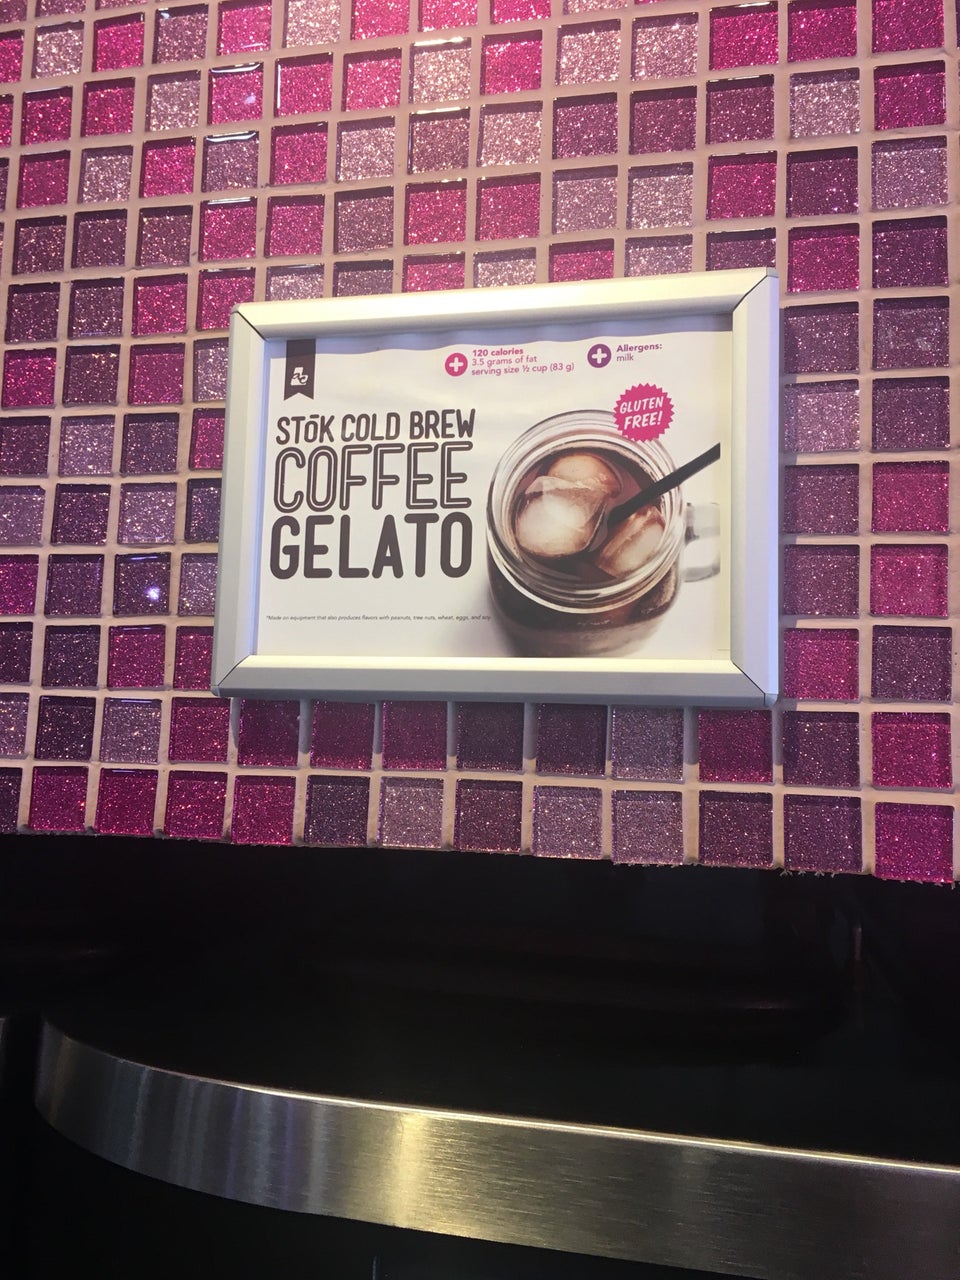 120 calories
3.5 grams of fat
serving size ½ cup (83 g)
Allergens:
milk
GLUTEN
FREE!
STōK COLD BREW
COFFEE
GELATO
*Made on equipment that also produces flavors with peanuts, tree nuts, wheat, eggs, and soy.